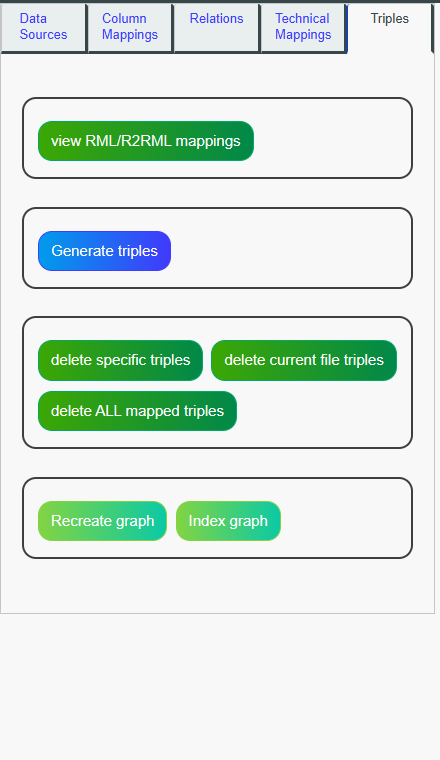 Data Sources
Column Mappings
Relations
Technical Mappings
Triples
view RML/R2RML mappings
Generate triples
delete specific triples
delete current file triples
delete ALL mapped triples
Recreate graph
Index graph